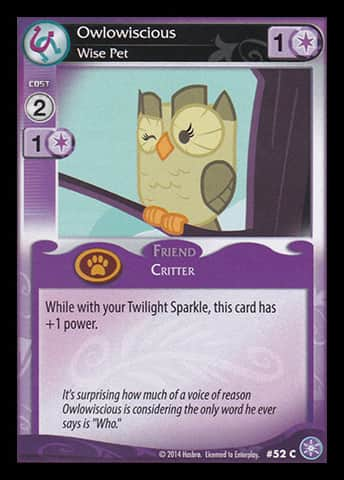 Owlowiscious
Wise Pet
1
COST
2
1
FRIEND
CRITTER
While with your Twilight Sparkle, this card has
+1 power.
It's surprising how much of a voice of reason
Owlowiscious is considering the only word he ever
says is "Who."
© 2014 Hasbro. Licensed to Enterplay. #52 C